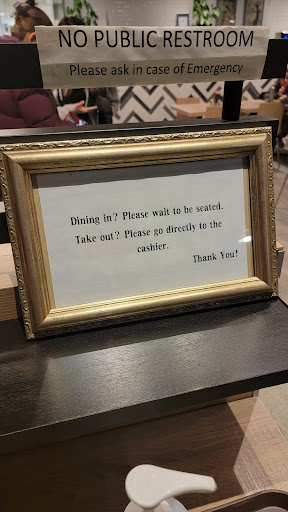 NO PUBLIC RESTROOM
Please ask in case of Emergency
Dining in? Please wait to be seated.
Take out? Please go directly to the
cashier.
Thank You!